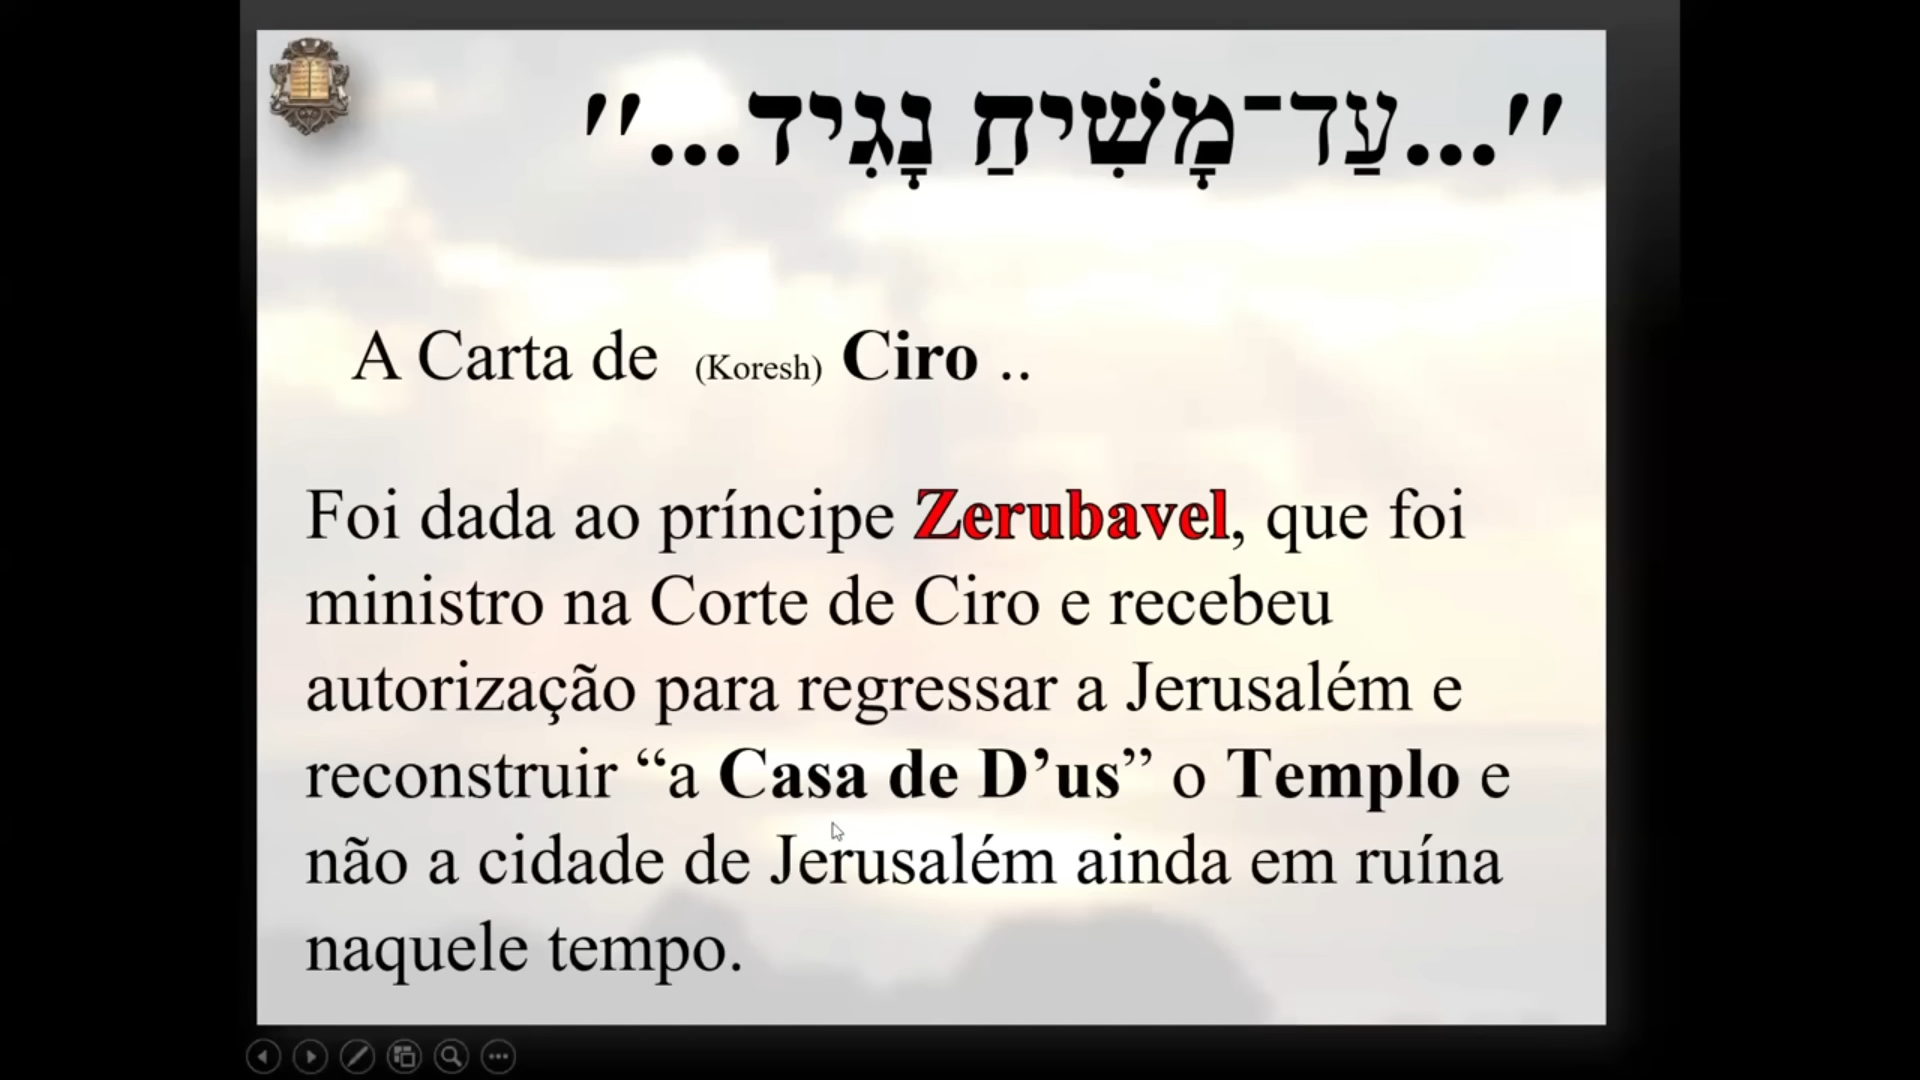 "...עַד־מָשִׁיחַ נָגִיד..."
A Carta de (Koresh) Ciro ..
Foi dada ao príncipe Zerubavel, que foi
ministro na Corte de Ciro e recebeu
autorização para regressar a Jerusalém e
reconstruir “a Casa de D’us” o Templo e
não a cidade de Jerusalém ainda em ruína
naquele tempo.